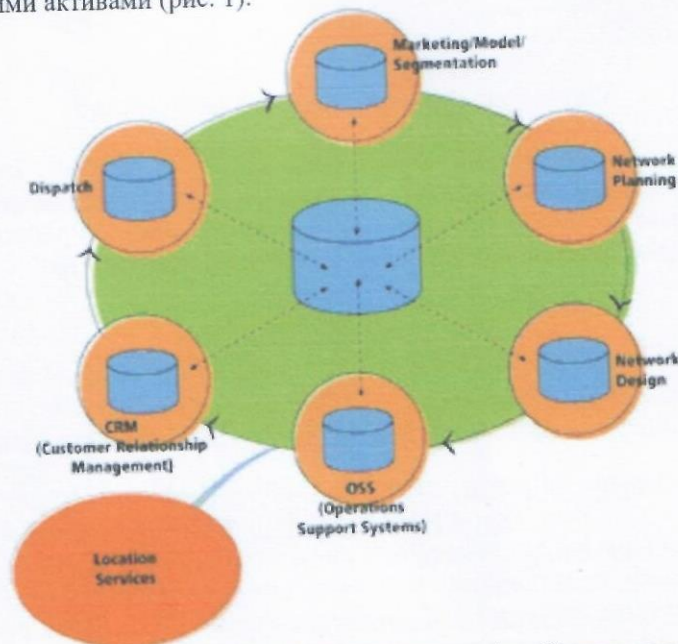 ми активами (рис. 1).
Marketing/Model/
Segmentation
Dispatch
Network
Planning
Network
Design
CRM
(Customer Relationship
Management)
OSS
(Operations
Support Systems)
Location
Services